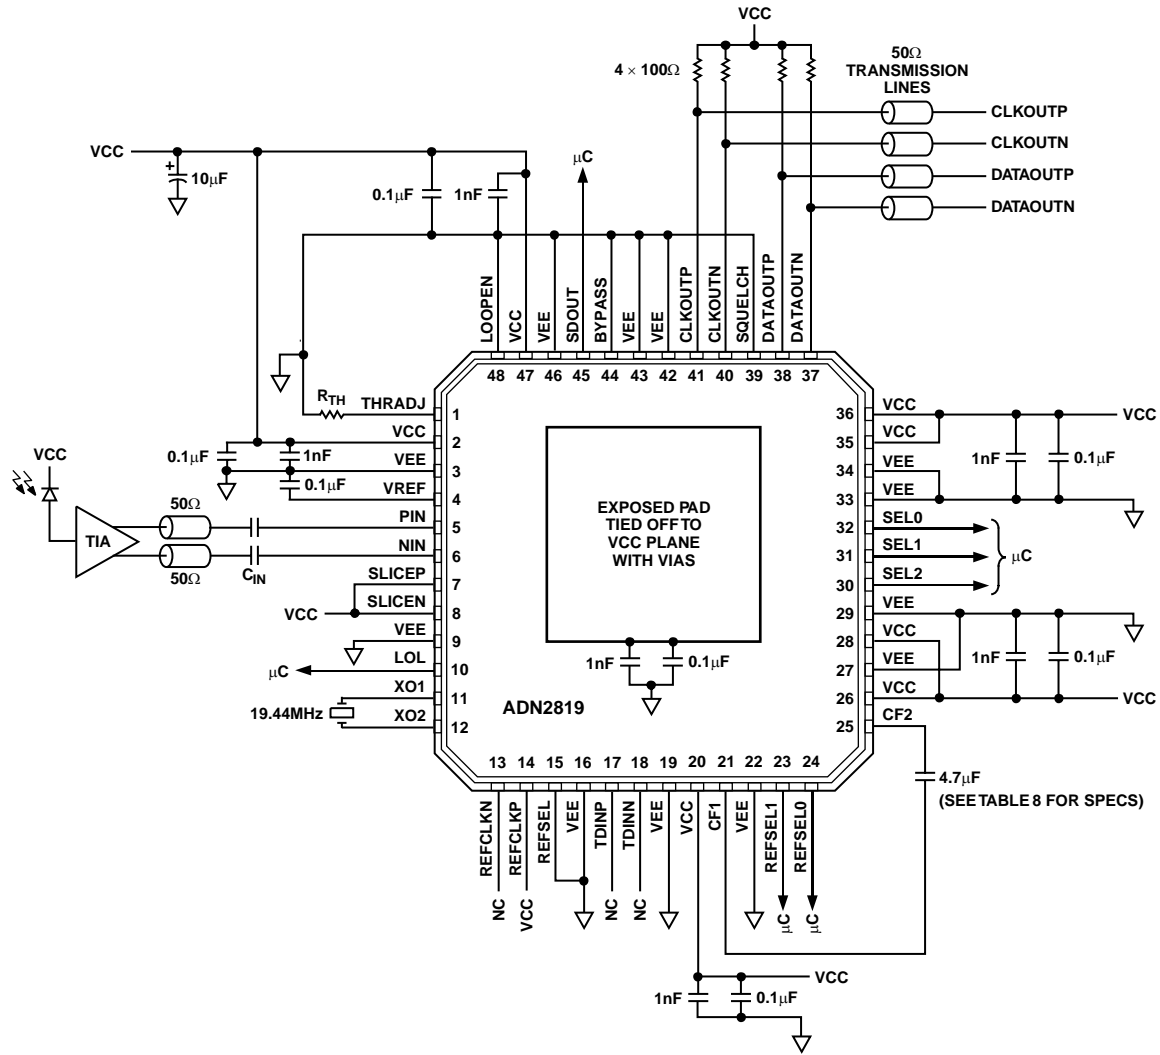 VCC
4 × 100Ω
50Ω
TRANSMISSION
LINES
CLKOUTP
CLKOUTN
DATAOUTP
DATAOUTN
VCC
+
10μF
0.1μF
1nF
μC
LOOPEN
VCC
VEE
SDOUT
BYPASS
VEE
VEE
CLKOUTP
CLKOUTN
SQUELCH
DATAOUTP
DATAOUTN
48 47 46 45 44 43 42 41 40 39 38 37
RTH
THRADJ 1
VCC 2
0.1μF
1nF
VEE 3
0.1μF
VREF 4
VCC
TIA
50Ω
50Ω
CIN
PIN 5
NIN 6
SLICEP 7
VCC
SLICEN 8
VEE 9
μC
LOL 10
XO1 11
19.44MHz
XO2 12
EXPOSED PAD
TIED OFF TO
VCC PLANE
WITH VIAS
1nF
0.1μF
ADN2819
36 VCC
VCC
35 VCC
1nF
0.1μF
34 VEE
33 VEE
32 SEL0
31 SEL1
μC
30 SEL2
29 VEE
28 VCC
1nF
0.1μF
27 VEE
26 VCC
VCC
25 CF2
4.7μF
(SEE TABLE 8 FOR SPECS)
13 14 15 16 17 18 19 20 21 22 23 24
REFCLKN
REFCLKP
REFSEL
VEE
TDINP
TDINN
VEE
VCC
CF1
VEE
REFSEL1
REFSEL0
NC
VCC
NC
NC
μC
μC
VCC
1nF
0.1μF